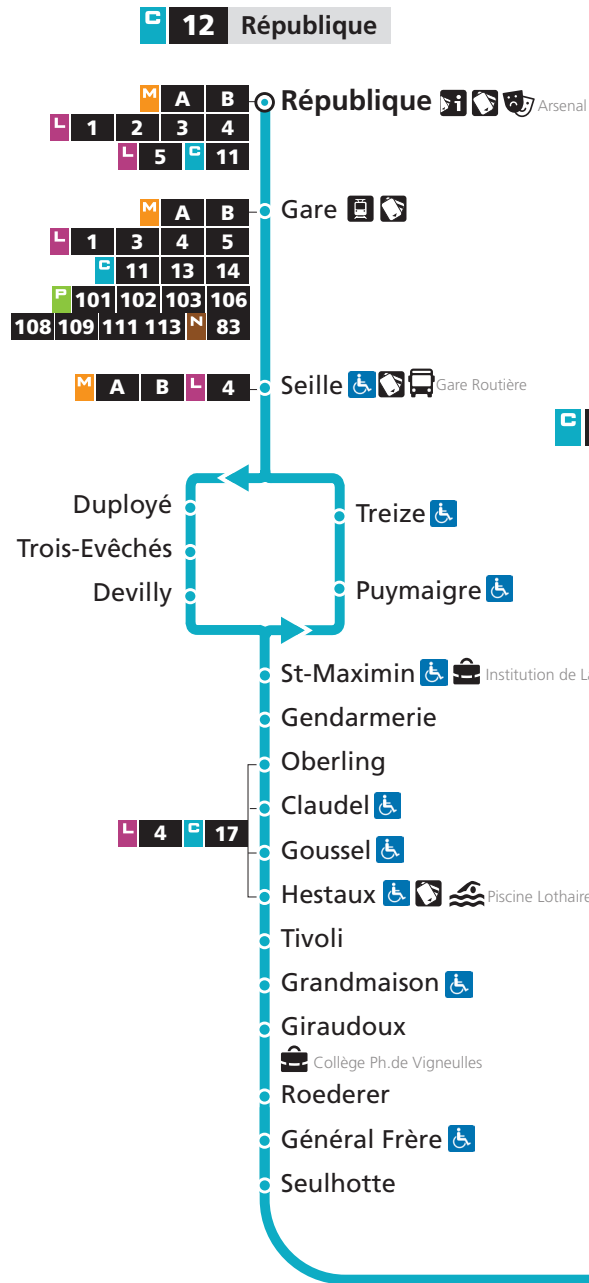 C 12 République
M A B République i Arsenal
L 1 2 3 4
L 5 C 11
M A B Gare
L 1 3 4 5
C 11 13 14
P 101 102 103 106
108 109 111 113 N 83
M A B L 4 Seille Gare Routière
C
Duployé
Treize
Trois-Evêchés
Devilly
Puymaigre
St-Maximin Institution de
Gendarmerie
Oberling
Claudel
L 4 C 17
Goussel
Hestaux Piscine Lothaire
Tivoli
Grandmaison
Giraudoux
Collège Ph.de Vigneulles
Roederer
Général Frère
Seulhotte